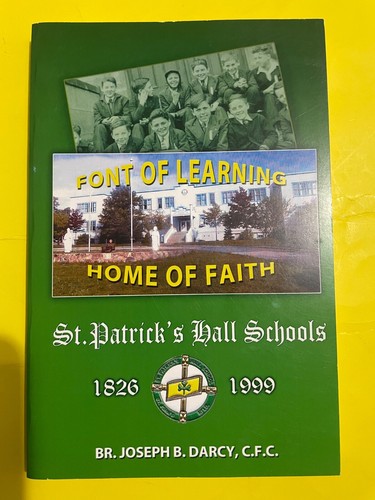 FONT OF LEARNING
HOME OF FAITH
St. Patrick's Hall Schools
1826 1999
BR. JOSEPH B. DARCY, C.F.C.